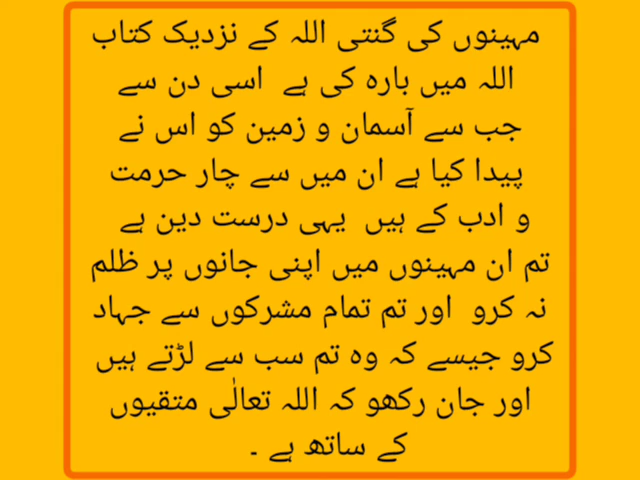 مہینوں کی گنتی اللہ کے نزدیک کتاب
اللہ میں بارہ کی ہے اسی دن سے
جب سے آسمان و زمین کو اس نے
پیدا کیا ہے ان میں سے چار حرمت
و ادب کے ہیں یہی درست دین ہے
تم ان مہینوں میں اپنی جانوں پر ظلم
نہ کرو اور تم تمام مشرکوں سے جہاد
کرو جیسے کہ وہ تم سب سے لڑتے ہیں
اور جان رکھو کہ اللہ تعالٰی متقیوں
کے ساتھ ہے ۔